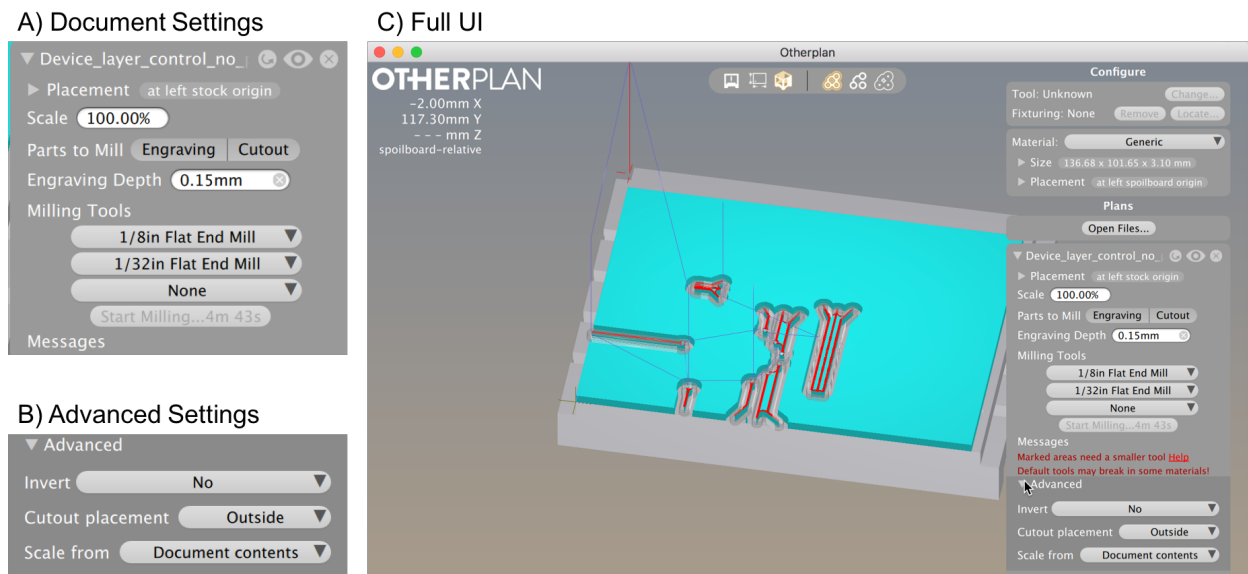 A) Document Settings
Device_layer_control_no_
Placement at left stock origin
Scale 100.00%
Parts to Mill Engraving Cutout
Engraving Depth 0.15mm
Milling Tools
1/8in Flat End Mill
1/32in Flat End Mill
None
Start Milling...4m 43s
Messages
B) Advanced Settings
Advanced
Invert No
Cutout placement Outside
Scale from Document contents
C) Full UI
Otherplan
OTHERPLAN
-2.00mm X
117.30mm Y
- - - mm Z
spoilboard-relative
Configure
Tool: Unknown Change...
Fixturing: None Remove Locate...
Material: Generic
Size 136.68 x 101.65 x 3.10 mm
Placement at left spoilboard origin
Plans
Open Files...
Device_layer_control_no_
Placement at left stock origin
Scale 100.00%
Parts to Mill Engraving Cutout
Engraving Depth 0.15mm
Milling Tools
1/8in Flat End Mill
1/32in Flat End Mill
None
Start Milling...4m 43s
Messages
Marked areas need a smaller tool Help
Default tools may break in some materials!
Advanced
Invert No
Cutout placement Outside
Scale from Document contents